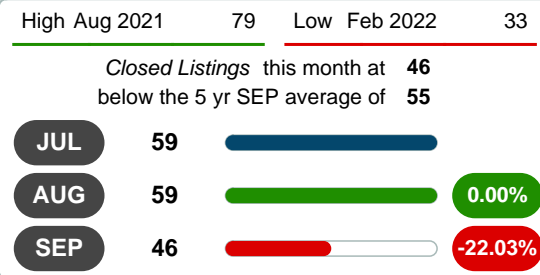 High Aug 2021 79 Low Feb 2022 33
Closed Listings this month at 46
below the 5 yr SEP average of 55
JUL 59
AUG 59 0.00%
SEP 46 -22.03%